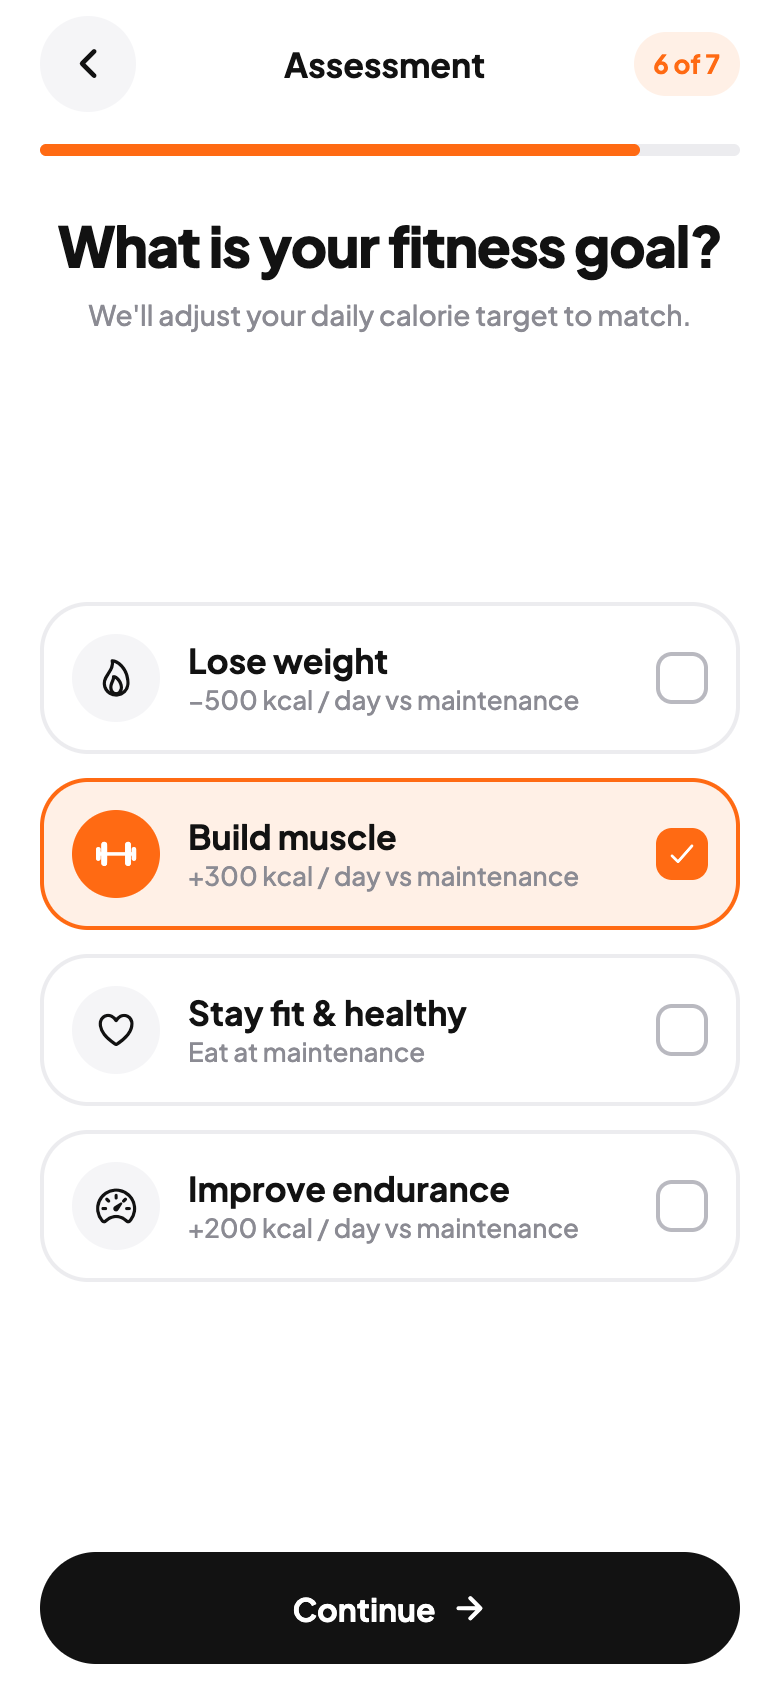 Assessment
6 of 7
What is your fitness goal?
We'll adjust your daily calorie target to match.
Lose weight
−500 kcal / day vs maintenance
Build muscle
+300 kcal / day vs maintenance
Stay fit & healthy
Eat at maintenance
Improve endurance
+200 kcal / day vs maintenance
Continue →